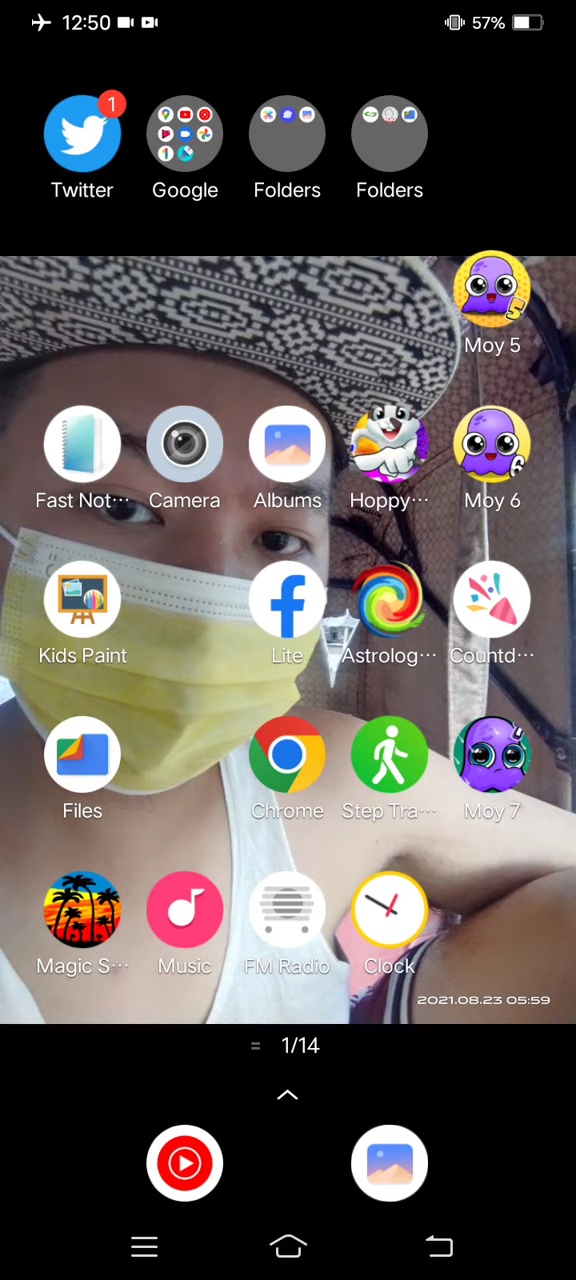 12:50
57%
1
Twitter
Google
Folders
Folders
Moy 5
Fast Not···
Camera
Albums
Hoppy···
Moy 6
Kids Paint
Lite
Astrolog···
Countd···
Files
Chrome
Step Tra···
Moy 7
Magic S···
Music
FM Radio
Clock
2021.08.23 05:59
1/14